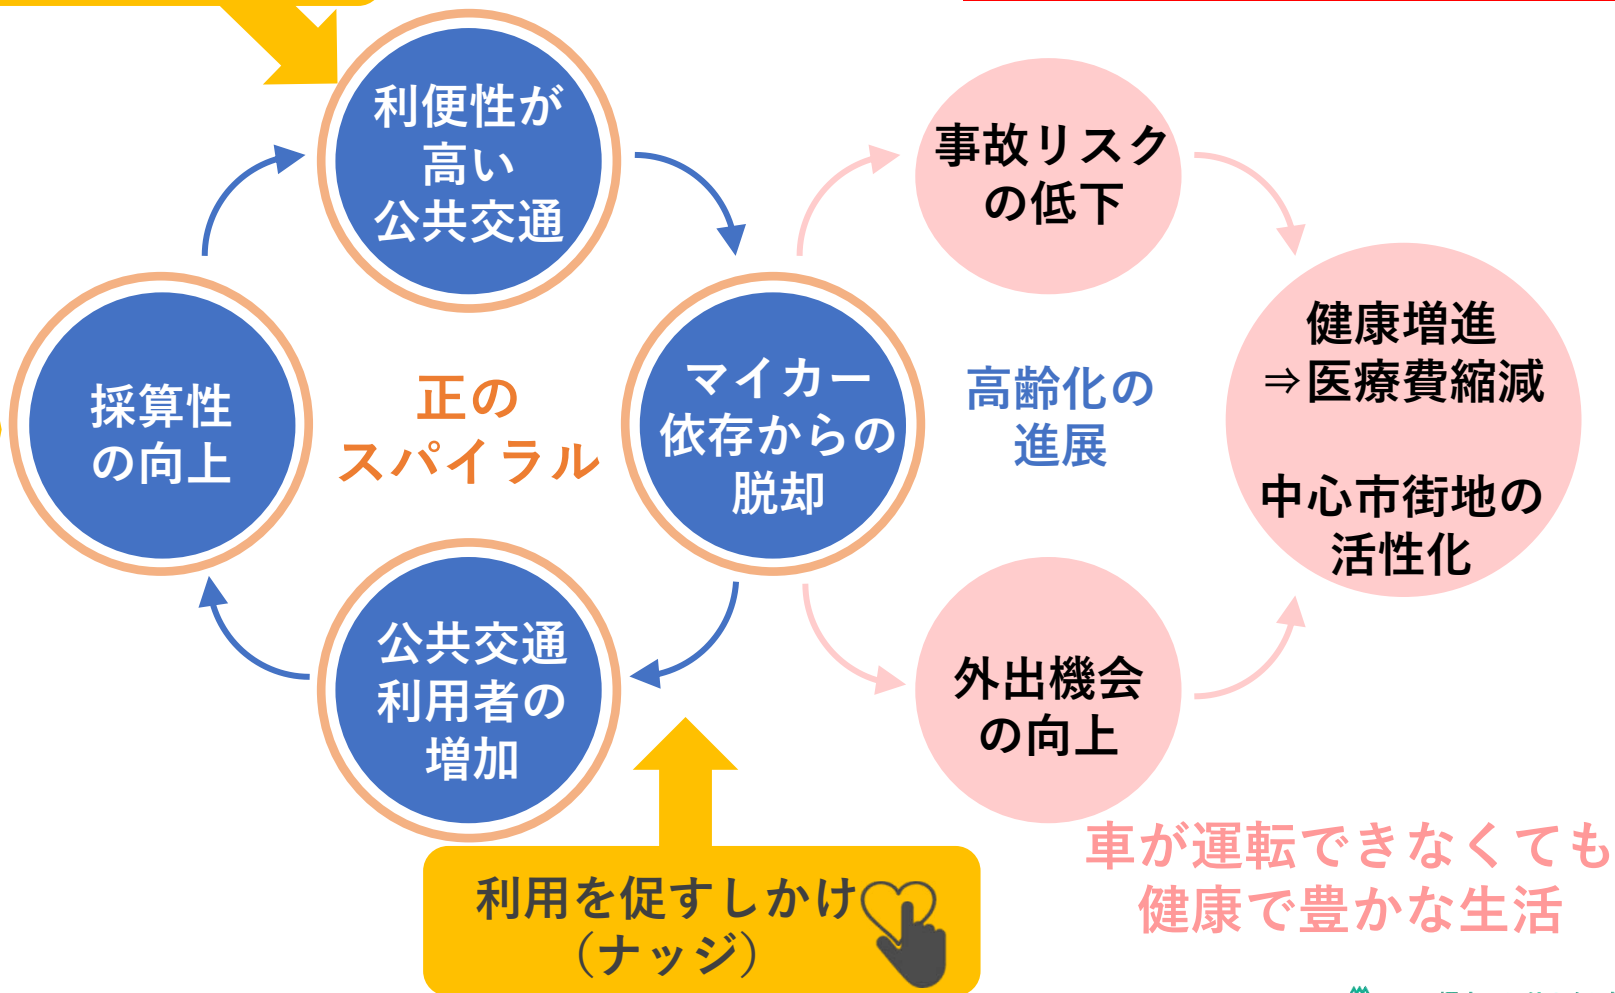 利便性が
高い
公共交通
事故リスク
の低下
採算性
の向上
正の
スパイラル
マイカー
依存からの
脱却
高齢化の
進展
健康増進
⇒医療費縮減
中心市街地の
活性化
公共交通
利用者の
増加
外出機会
の向上
利用を促すしかけ
（ナッジ）
車が運転できなくても
健康で豊かな生活